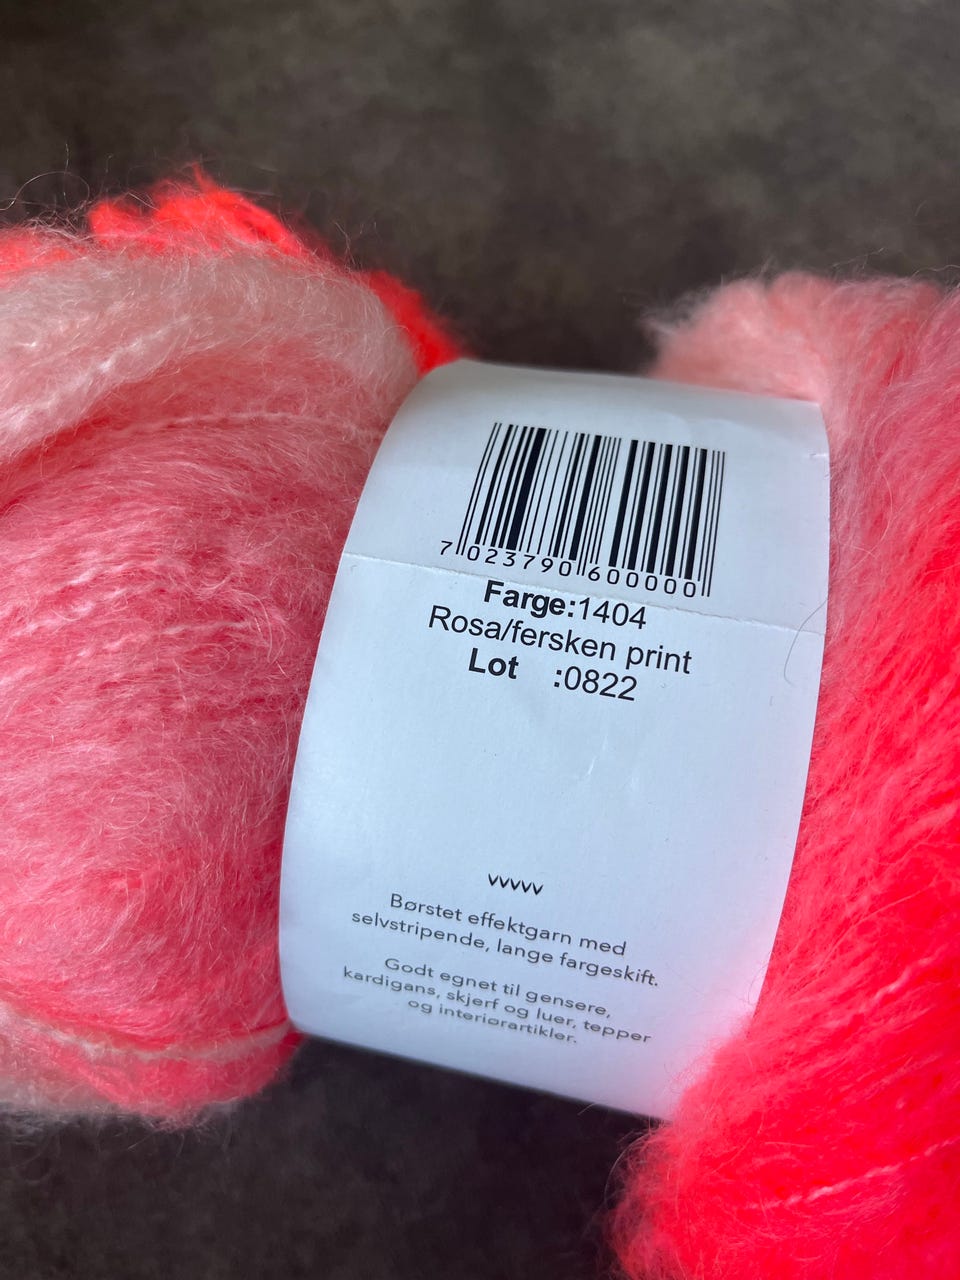 7 023790 600000
Farge:1404
Rosa/fersken print
Lot :0822
Børstet effektgarn med
selvstripende, lange fargeskift.
Godt egnet til gensere,
kardigans, skjerf og luer, tepper
og interiørartikler.